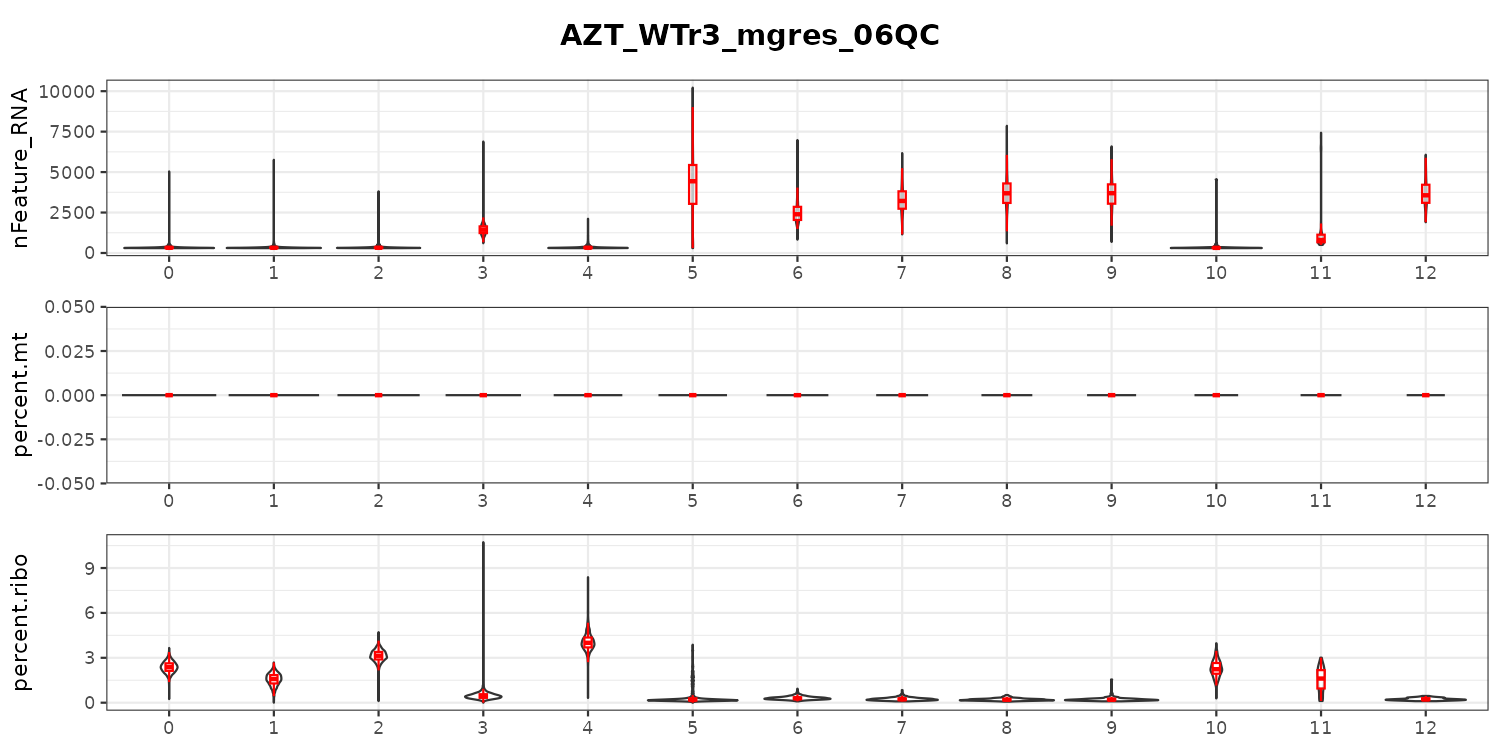 AZT_WTr3_mgres_06QC
nFeature_RNA
10000
7500
5000
2500
0
0 1 2 3 4 5 6 7 8 9 10 11 12
percent.mt
0.050
0.025
0.000
-0.025
-0.050
0 1 2 3 4 5 6 7 8 9 10 11 12
percent.ribo
9
6
3
0
0 1 2 3 4 5 6 7 8 9 10 11 12